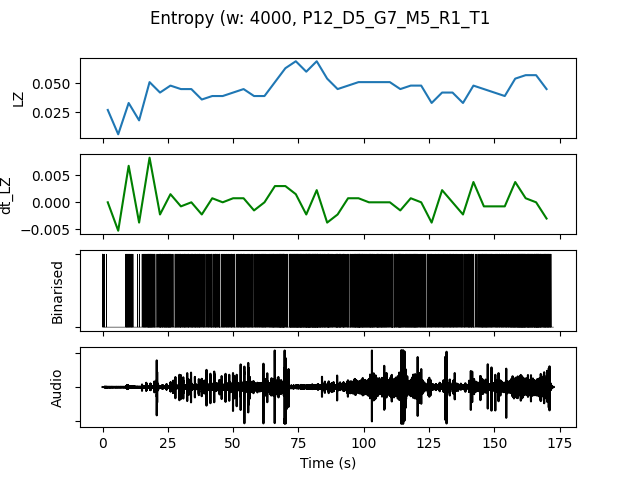 Entropy (w: 4000, P12_D5_G7_M5_R1_T1
0.050
0.025
LZ
0.005
0.000
−0.005
dt_LZ
Binarised
Audio
0 25 50 75 100 125 150 175
Time (s)